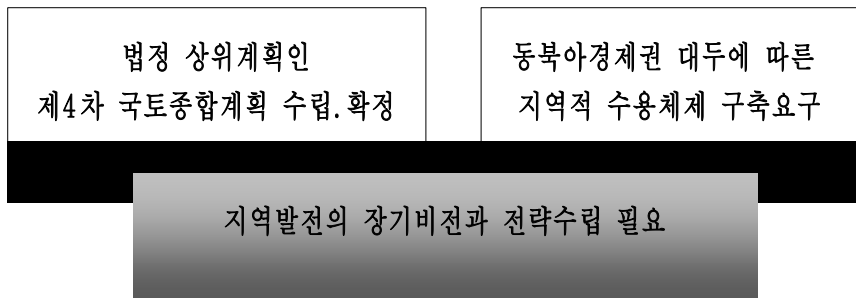 법정 상위계획인
제4차 국토종합계획 수립.확정
동북아경제권 대두에 따른
지역적 수용체제 구축요구
지역발전의 장기비전과 전략수립 필요